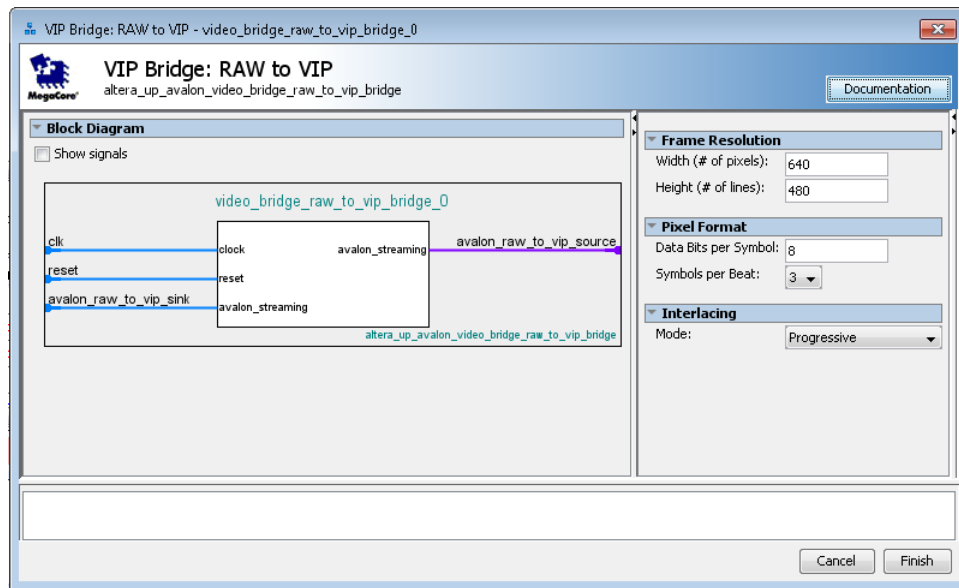 VIP Bridge: RAW to VIP - video_bridge_raw_to_vip_bridge_0
MegaCore®
VIP Bridge: RAW to VIP
altera_up_avalon_video_bridge_raw_to_vip_bridge
Documentation
Block Diagram
Show signals
video_bridge_raw_to_vip_bridge_0
clk
clock
avalon_streaming
avalon_raw_to_vip_source
reset
reset
avalon_raw_to_vip_sink
avalon_streaming
altera_up_avalon_video_bridge_raw_to_vip_bridge
Frame Resolution
Width (# of pixels): 640
Height (# of lines): 480
Pixel Format
Data Bits per Symbol: 8
Symbols per Beat: 3
Interlacing
Mode: Progressive
Cancel Finish